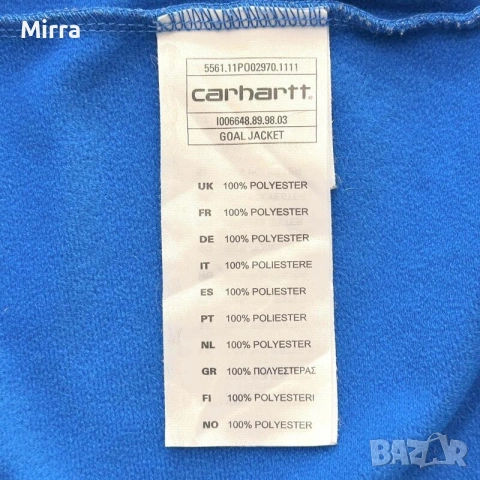 Mirra
5561.11PO02970.1111
carhartt.
I006648.89.98.03
GOAL JACKET
UK 100% POLYESTER
FR 100% POLYESTER
DE 100% POLYESTER
IT 100% POLIESTERE
ES 100% POLIESTER
PT 100% POLIESTER
NL 100% POLYESTER
GR 100% ΠΟΛΥΕΣΤΕΡΑΣ
FI 100% POLYESTERI
NO 100% POLYESTER
BAZAR